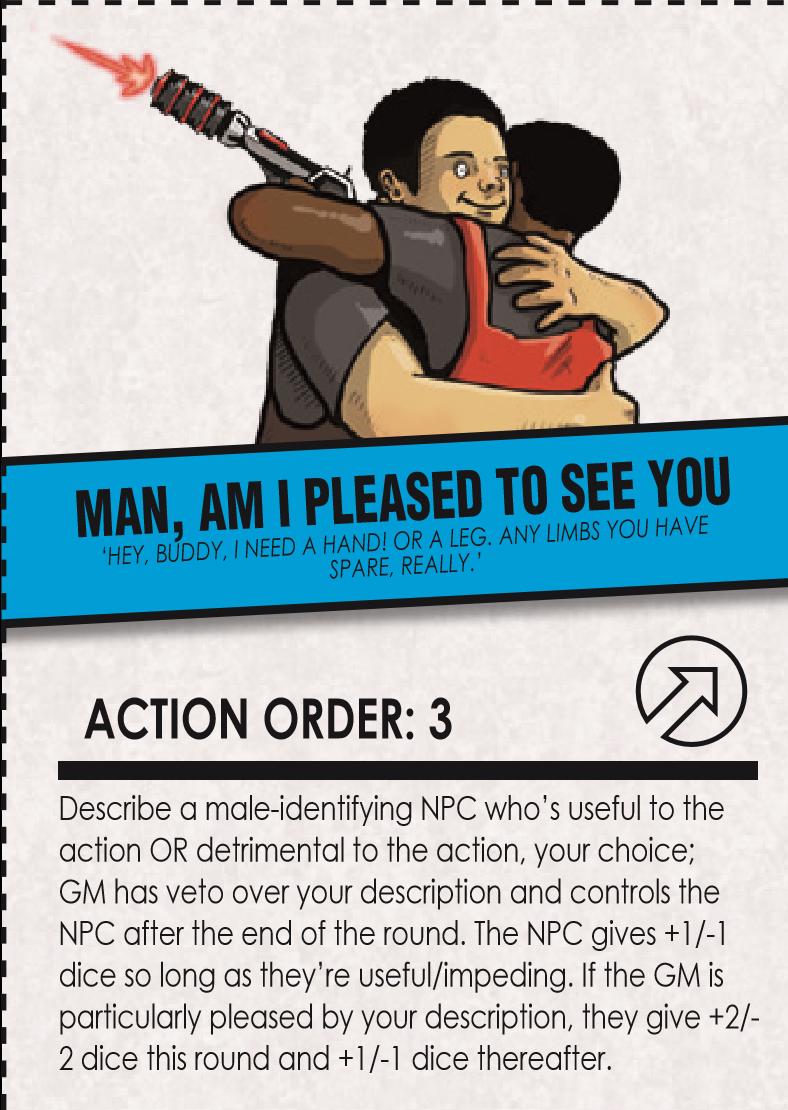 MAN, AM I PLEASED TO SEE YOU
‘HEY, BUDDY, I NEED A HAND! OR A LEG. ANY LIMBS YOU HAVE
SPARE, REALLY.’
ACTION ORDER: 3
Describe a male-identifying NPC who’s useful to the
action OR detrimental to the action, your choice;
GM has veto over your description and controls the
NPC after the end of the round. The NPC gives +1/-1
dice so long as they’re useful/impeding. If the GM is
particularly pleased by your description, they give +2/-
2 dice this round and +1/-1 dice thereafter.